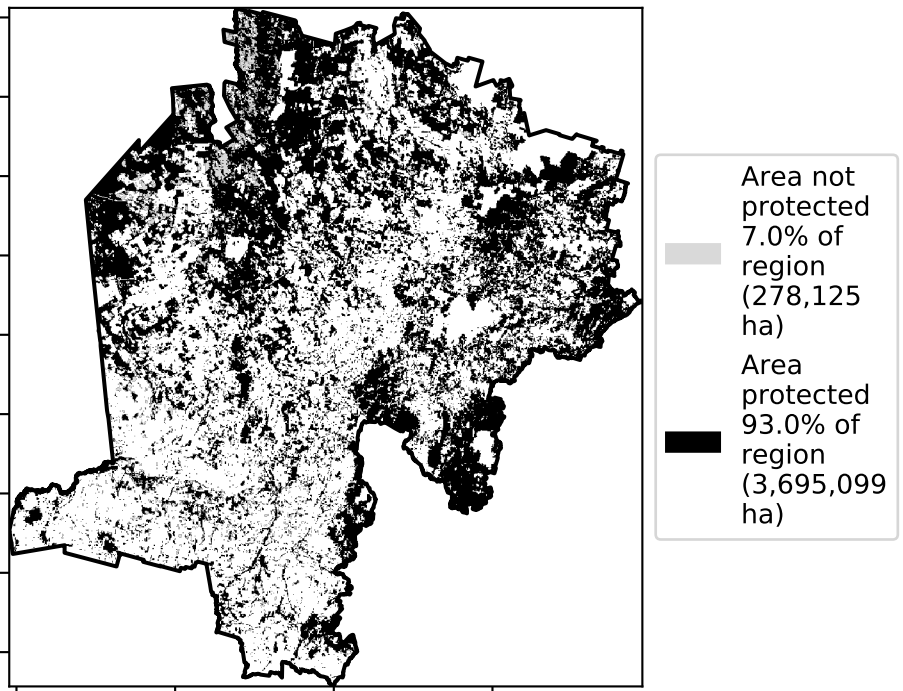 Area not
protected
7.0% of
region
(278,125
ha)
Area
protected
93.0% of
region
(3,695,099
ha)